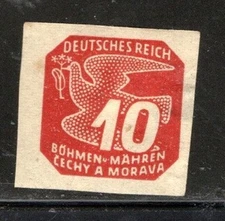 DEUTSCHES REICH
10
BÖHMEN u. MÄHREN
ČECHY A MORAVA